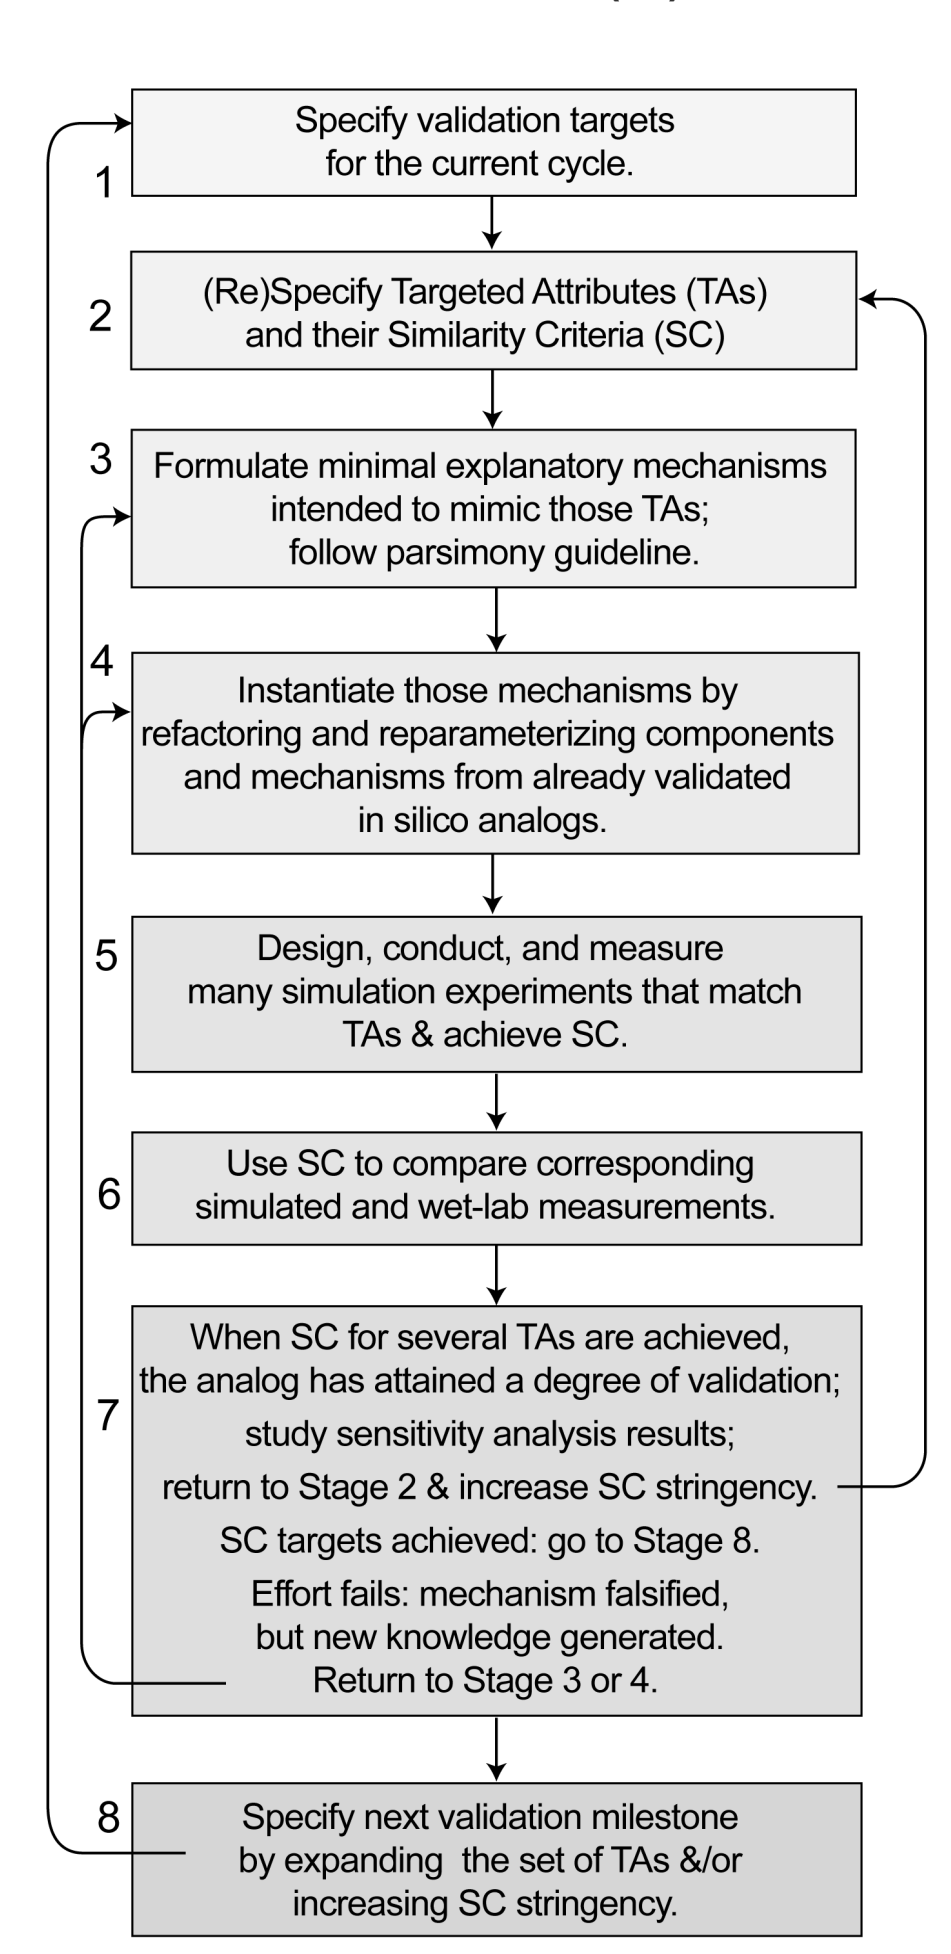 1
Specify validation targets
for the current cycle.
2
(Re)Specify Targeted Attributes (TAs)
and their Similarity Criteria (SC)
3
Formulate minimal explanatory mechanisms
intended to mimic those TAs;
follow parsimony guideline.
4
Instantiate those mechanisms by
refactoring and reparameterizing components
and mechanisms from already validated
in silico analogs.
5
Design, conduct, and measure
many simulation experiments that match
TAs & achieve SC.
6
Use SC to compare corresponding
simulated and wet-lab measurements.
7
When SC for several TAs are achieved,
the analog has attained a degree of validation;
study sensitivity analysis results;
return to Stage 2 & increase SC stringency.
SC targets achieved: go to Stage 8.
Effort fails: mechanism falsified,
but new knowledge generated.
Return to Stage 3 or 4.
8
Specify next validation milestone
by expanding the set of TAs &/or
increasing SC stringency.